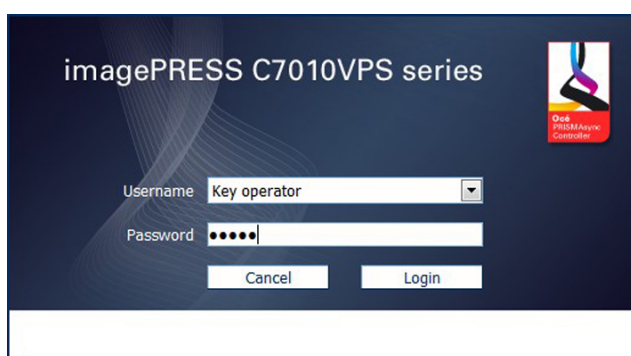 imagePRESS C7010VPS series
Océ
PRISMAsync
Controller
Username Key operator
Password •••••
Cancel Login